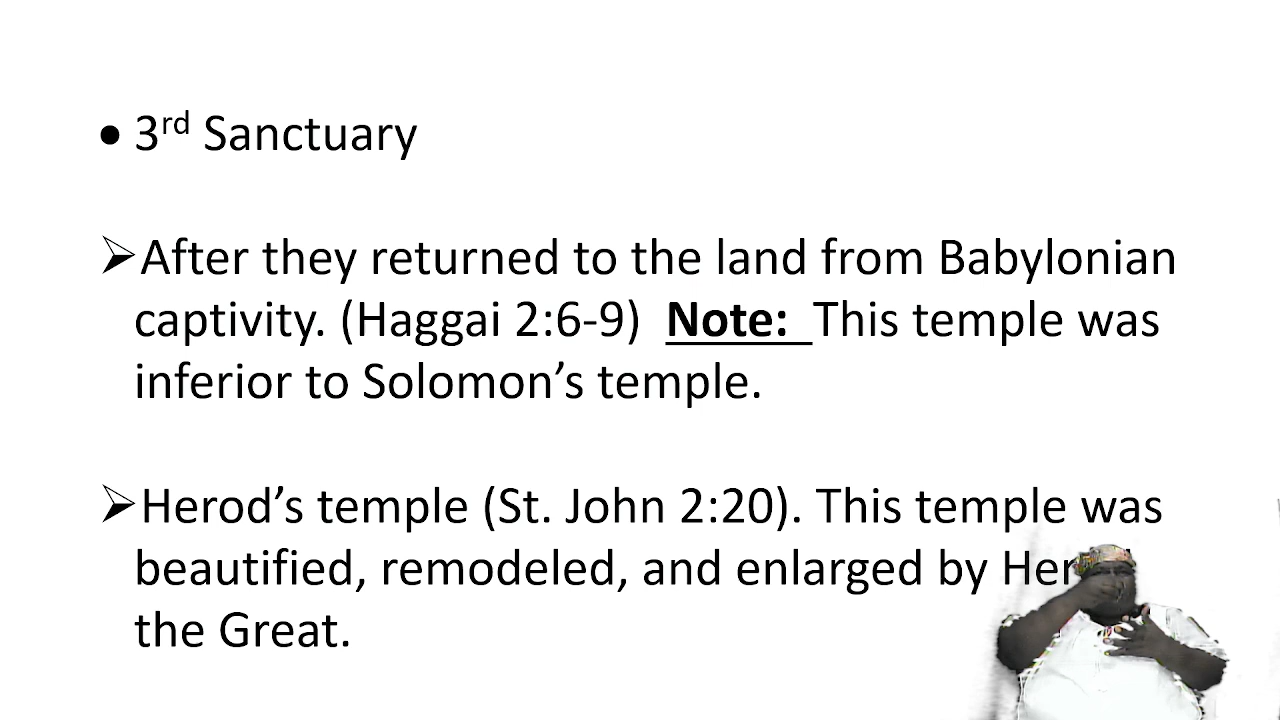 • 3rd Sanctuary
➢After they returned to the land from Babylonian
captivity. (Haggai 2:6-9) Note: This temple was
inferior to Solomon’s temple.
➢Herod’s temple (St. John 2:20). This temple was
beautified, remodeled, and enlarged by
the Great.